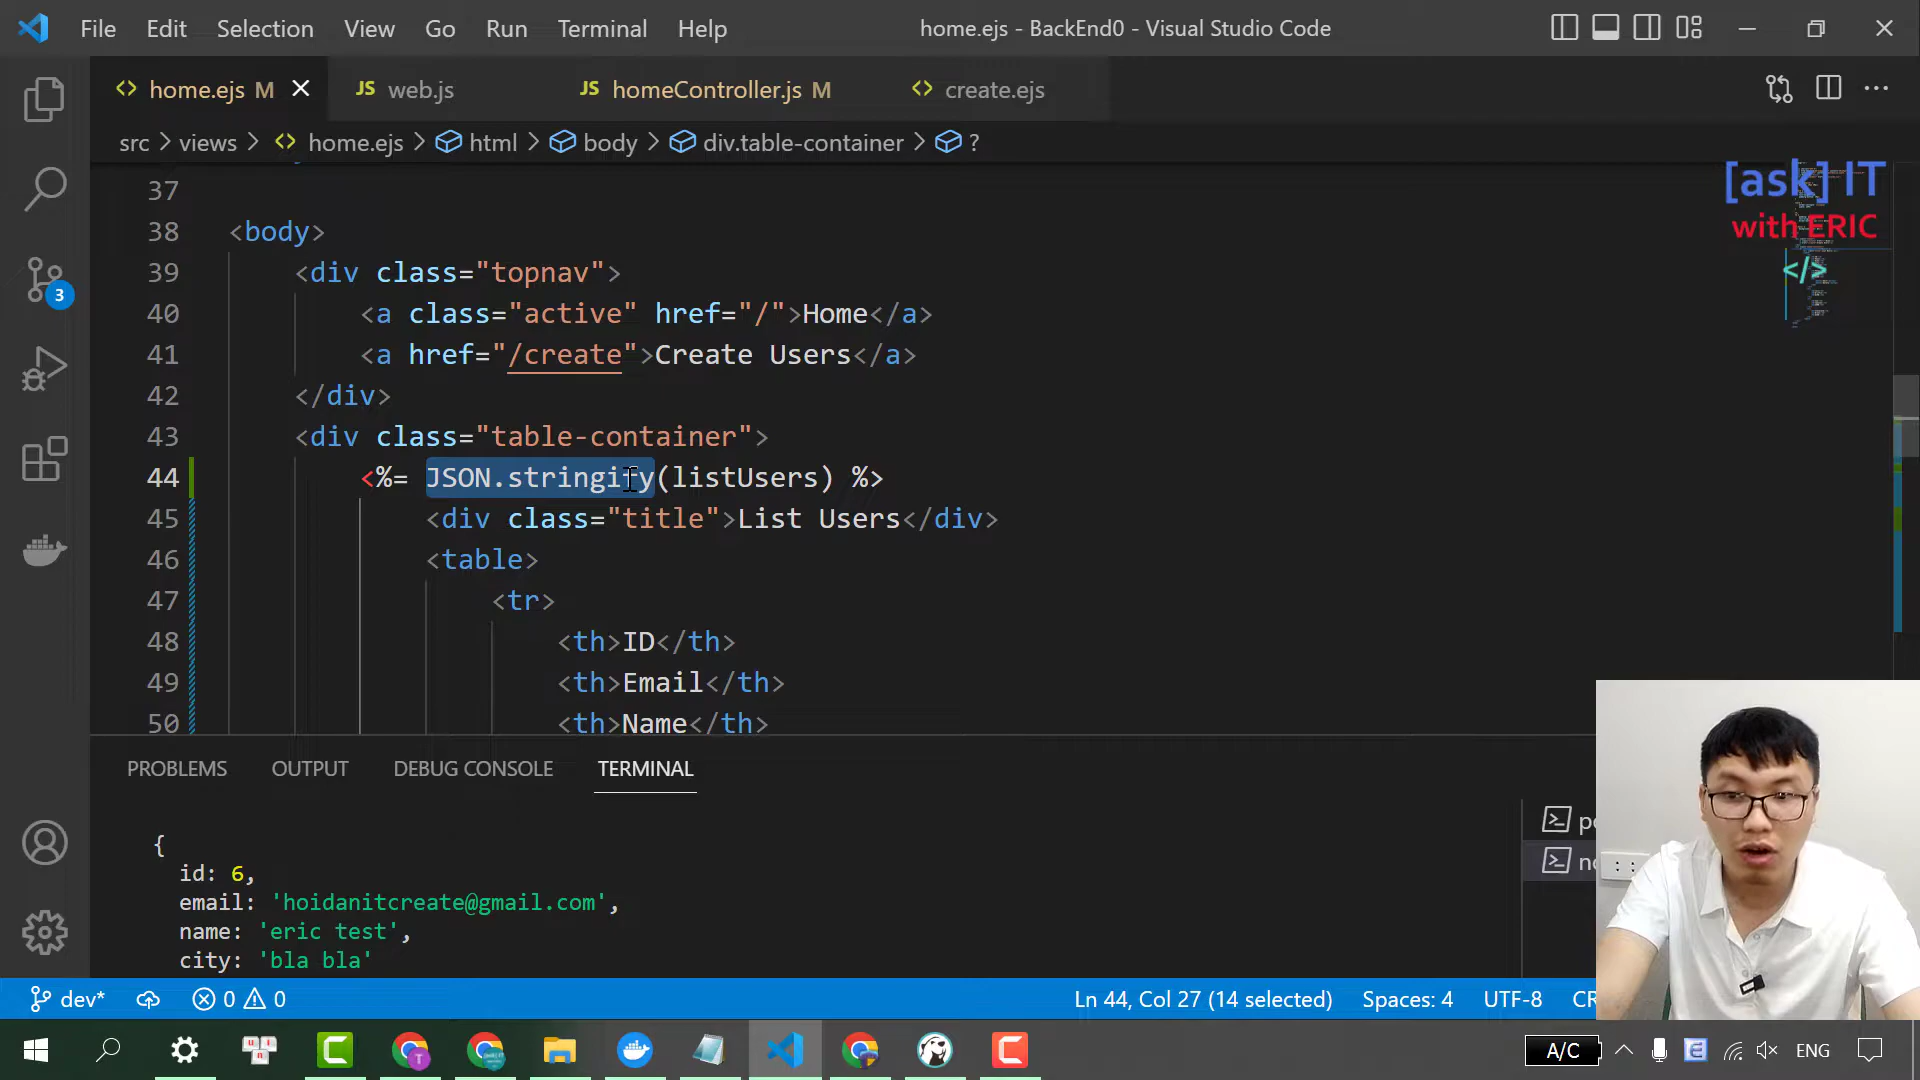 File Edit Selection View Go Run Terminal Help home.ejs - BackEnd0 - Visual Studio Code
home.ejs M JS web.js JS homeController.js M create.ejs
src > views > home.ejs > html > body > div.table-container > ?
[ask] IT
with ERIC
</>
37
38 <body>
39 <div class="topnav">
40 <a class="active" href="/">Home</a>
41 <a href="/create">Create Users</a>
42 </div>
43 <div class="table-container">
44 <%= JSON.stringify(listUsers) %>
45 <div class="title">List Users</div>
46 <table>
47 <tr>
48 <th>ID</th>
49 <th>Email</th>
50 <th>Name</th>
3
PROBLEMS OUTPUT DEBUG CONSOLE TERMINAL
{
id: 6,
email: 'hoidanitcreate@gmail.com',
name: 'eric test',
city: 'bla bla'
dev* 0 0 Ln 44, Col 27 (14 selected) Spaces: 4 UTF-8 CR
A/C ENG